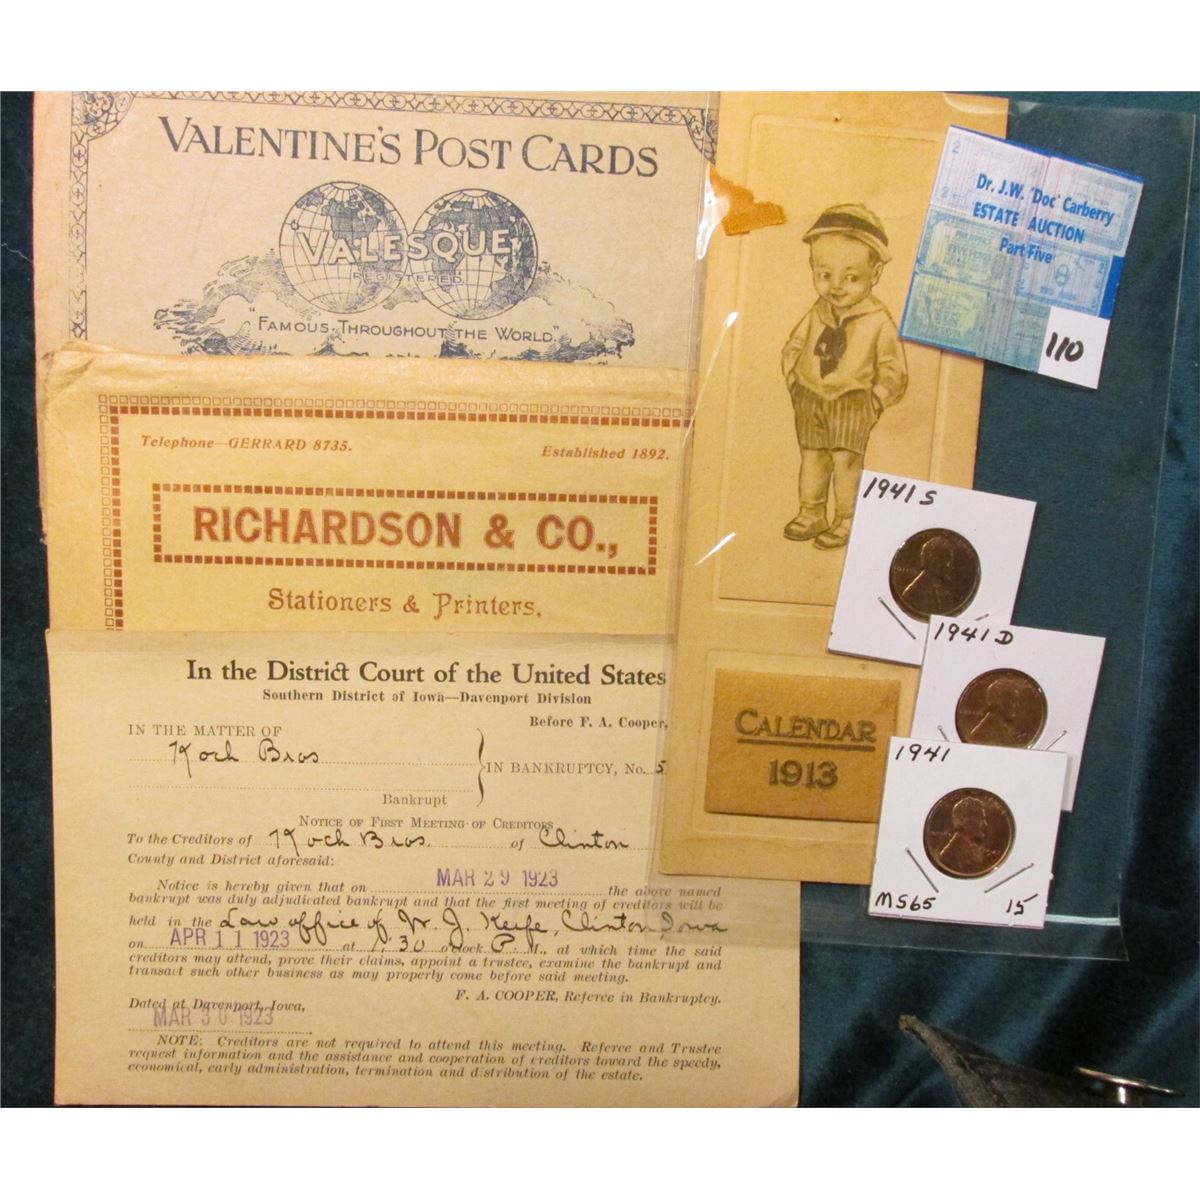 VALENTINE'S POST CARDS
VALESQUE
REGISTERED.
"FAMOUS THROUGHOUT THE WORLD."
Telephone—GERRARD 8735.
Established 1892.
RICHARDSON & CO.,
Stationers & Printers,
In the District Court of the United States
Southern District of Iowa—Davenport Division
Before F. A. Cooper,
IN THE MATTER OF
Koch Bros
IN BANKRUPTCY, No. 5
Bankrupt
NOTICE OF FIRST MEETING OF CREDITORS
To the Creditors of Koch Bros. of Clinton
County and District aforesaid:
Notice is hereby given that on MAR 29 1923 the above named
bankrupt was duly adjudicated bankrupt and that the first meeting of creditors will be
held in the Law office of W. J. Keefe, Clinton, Iowa
on APR 11 1923 at 1:30 o'clock P. M., at which time the said
creditors may attend, prove their claims, appoint a trustee, examine the bankrupt and
transact such other business as may properly come before said meeting.
F. A. COOPER, Referee in Bankruptcy.
Dated at Davenport, Iowa,
MAR 30 1923
NOTE: Creditors are not required to attend this meeting. Referee and Trustee
request information and the assistance and cooperation of creditors toward the speedy,
economical, early administration, termination and distribution of the estate.
CALENDAR
1913
Dr. J.W. 'Doc' Carberry
ESTATE AUCTION
Part Five
110
1941 S
1941 D
1941
MS65
15